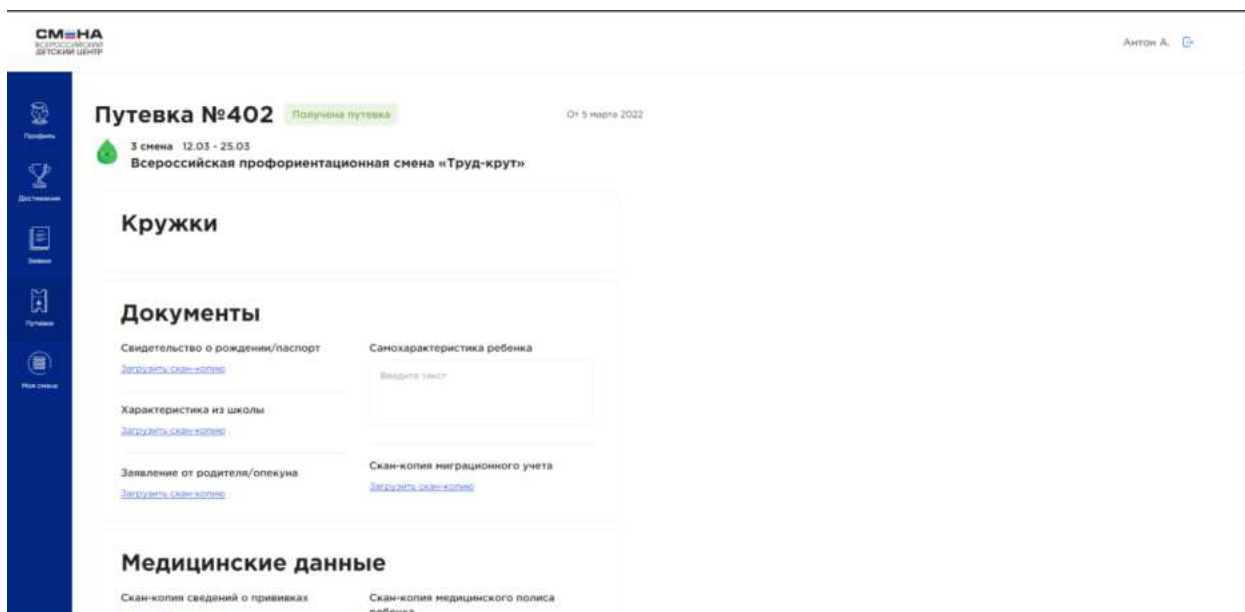 СМЕНА
ВСЕРОССИЙСКИЙ
ДЕТСКИЙ ЦЕНТР
Антон А.
Профиль
Достижения
Заявки
Путевки
Моя смена
Путевка №402 Получена путевка От 5 марта 2022
3 смена 12.03 - 25.03
Всероссийская профориентационная смена «Труд-крут»
Кружки
Документы
Свидетельство о рождении/паспорт
Загрузить скан-копию
Характеристика из школы
Загрузить скан-копию
Заявление от родителя/опекуна
Загрузить скан-копию
Самохарактеристика ребенка
Введите текст
Скан-копия миграционного учета
Загрузить скан-копию
Медицинские данные
Скан-копия сведений о прививках
Скан-копия медицинского полиса
ребенка